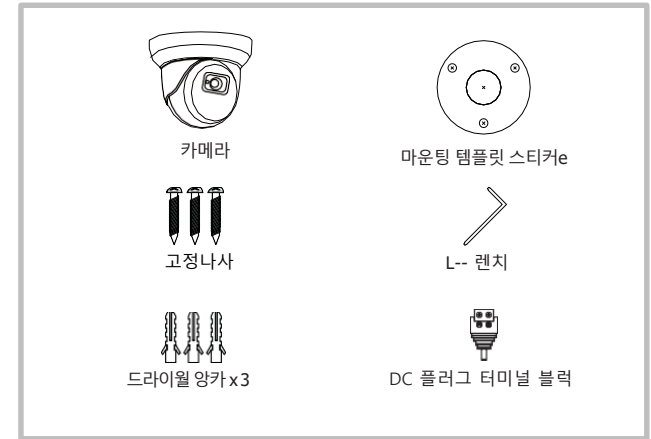 카메라
마운팅 템플릿 스티커e
고정나사
L-- 렌치
드라이월 앙카 x 3
DC 플러그 터미널 블럭